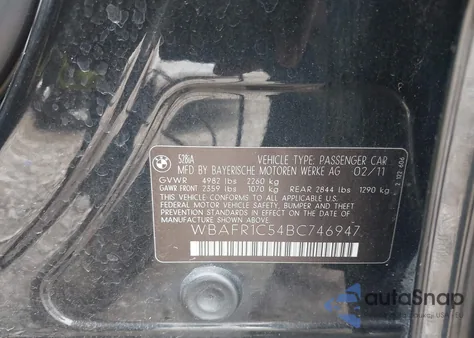 528iA VEHICLE TYPE: PASSENGER CAR
MFD BY BAYERISCHE MOTOREN WERKE AG 02/11
GVWR 4982 lbs 2260 kg
GAWR FRONT 2359 lbs 1070 kg REAR 2844 lbs 1290 kg
THIS VEHICLE CONFORMS TO ALL APPLICABLE
FEDERAL MOTOR VEHICLE SAFETY, BUMPER, AND
THEFT PREVENTION STANDARDS IN EFFECT ON THE DATE OF
MANUFACTURE SHOWN ABOVE.
WBAFR1C54BC746947
autoSnap